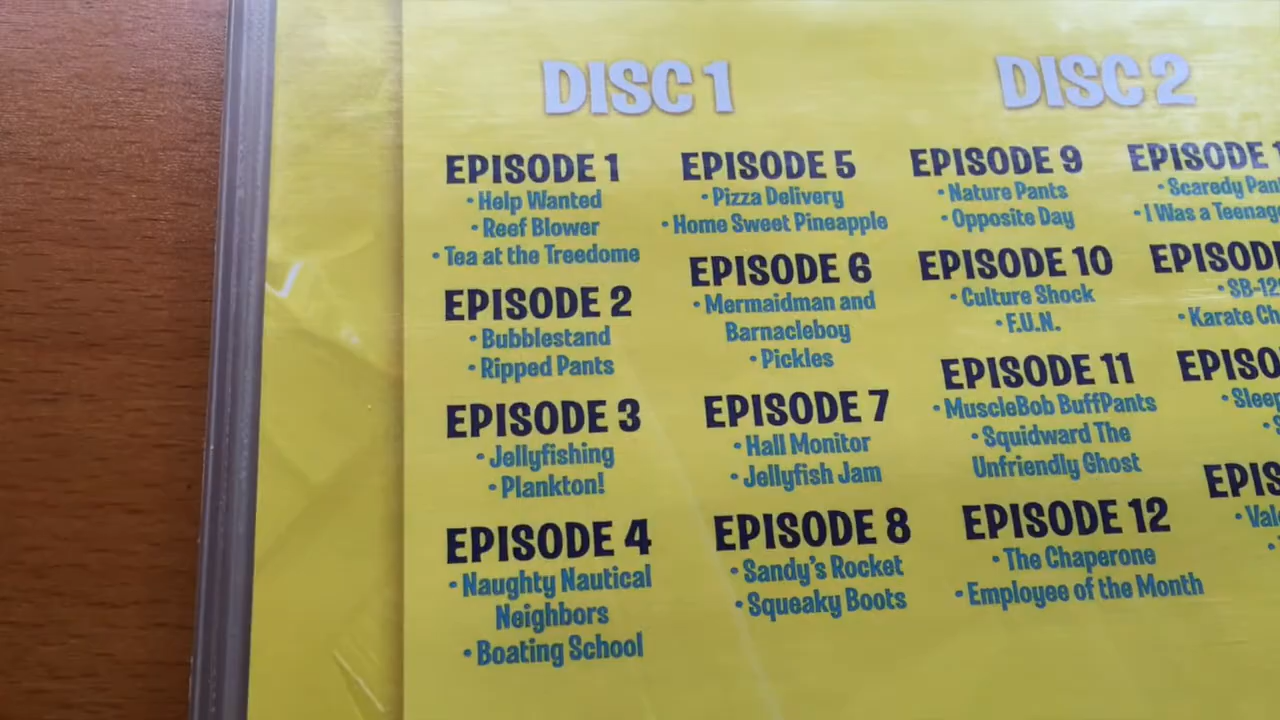 DISC 1
EPISODE 1
• Help Wanted
• Reef Blower
• Tea at the Treedome
EPISODE 2
• Bubblestand
• Ripped Pants
EPISODE 3
• Jellyfishing
• Plankton!
EPISODE 4
• Naughty Nautical
Neighbors
• Boating School
EPISODE 5
• Pizza Delivery
• Home Sweet Pineapple
EPISODE 6
• Mermaidman and
Barnacleboy
• Pickles
EPISODE 7
• Hall Monitor
• Jellyfish Jam
EPISODE 8
• Sandy's Rocket
• Squeaky Boots
DISC 2
EPISODE 9
• Nature Pants
• Opposite Day
EPISODE 10
• Culture Shock
• F.U.N.
EPISODE 11
• MuscleBob BuffPants
• Squidward The
Unfriendly Ghost
EPISODE 12
• The Chaperone
• Employee of the Month
EPISODE
• Scaredy
• I Was a
• Karate